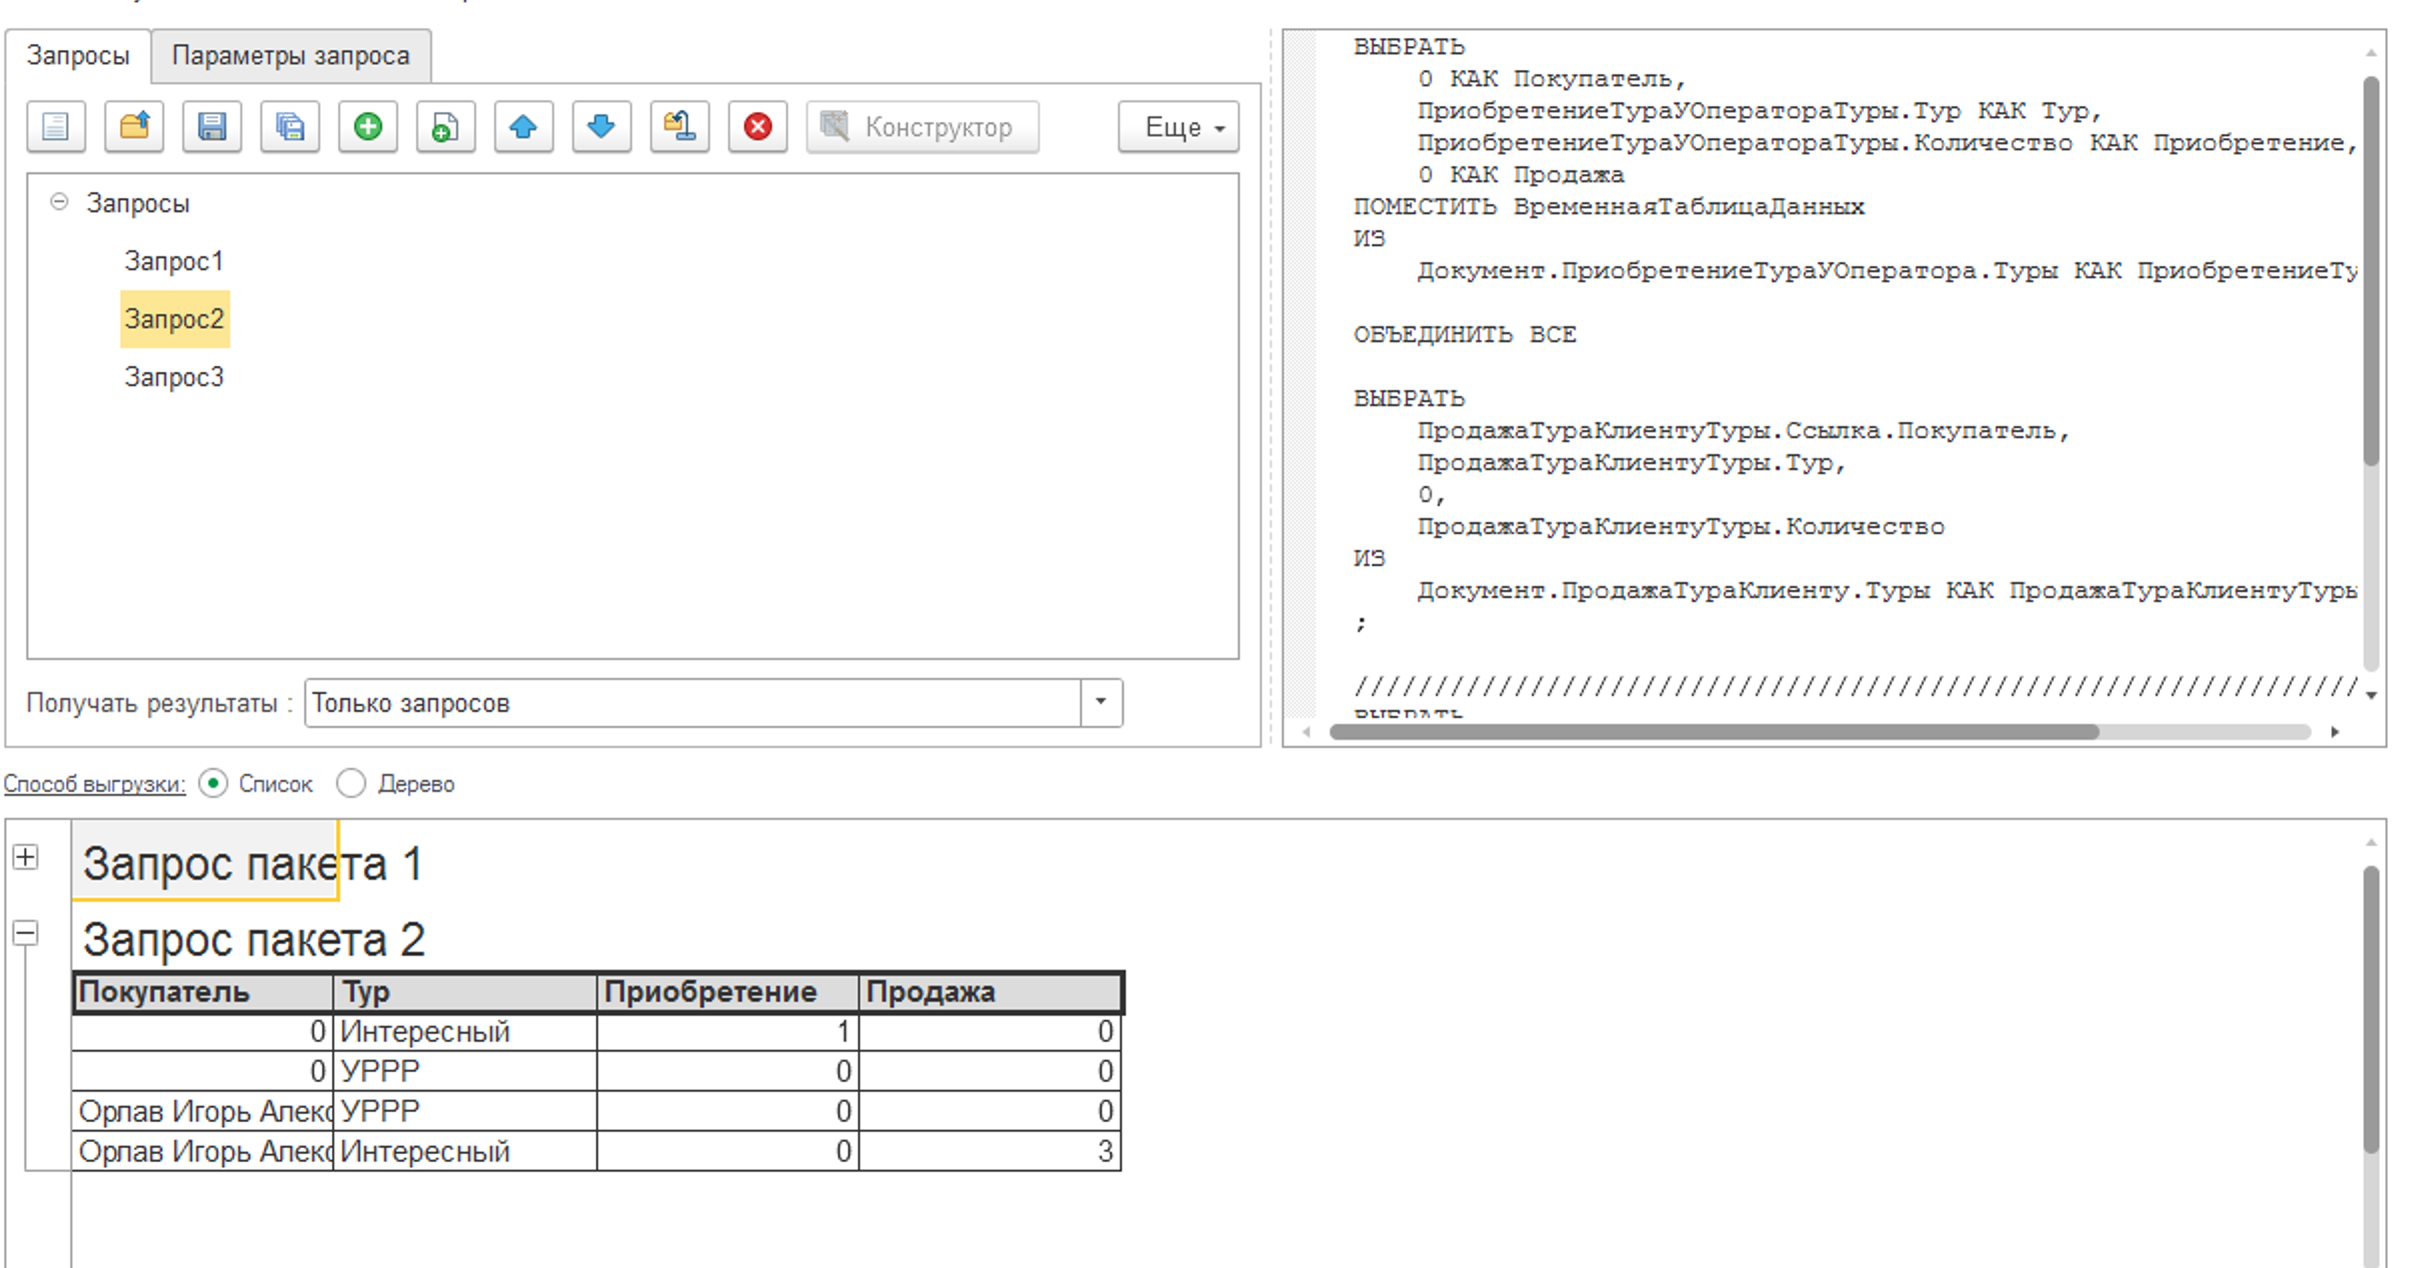 Запросы Параметры запроса
Конструктор Еще
Запросы
Запрос1
Запрос2
Запрос3
Получать результаты : Только запросов
ВЫБРАТЬ
0 КАК Покупатель,
ПриобретениеТураУОператораТуры.Тур КАК Тур,
ПриобретениеТураУОператораТуры.Количество КАК Приобретение,
0 КАК Продажа
ПОМЕСТИТЬ ВременнаяТаблицаДанных
ИЗ
Документ.ПриобретениеТураУОператора.Туры КАК ПриобретениеТу
ОБЪЕДИНИТЬ ВСЕ
ВЫБРАТЬ
ПродажаТураКлиентуТуры.Ссылка.Покупатель,
ПродажаТураКлиентуТуры.Тур,
0,
ПродажаТураКлиентуТуры.Количество
ИЗ
Документ.ПродажаТураКлиенту.Туры КАК ПродажаТураКлиентуТуры
;
///////////////////////////////////////////////////////////////
ВЫБРАТЬ
Способ выгрузки: Список Дерево
Запрос пакета 1
Запрос пакета 2
Покупатель Тур Приобретение Продажа
0 Интересный 1 0
0 УРРР 0 0
Орлав Игорь Алекс УРРР 0 0
Орлав Игорь Алекс Интересный 0 3